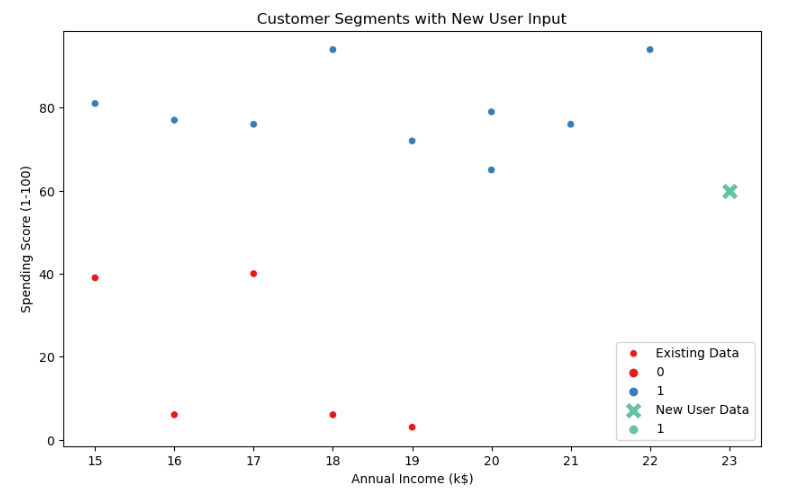 Customer Segments with New User Input
Spending Score (1-100)
80
60
40
20
0
Existing Data
0
1
New User Data
1
15 16 17 18 19 20 21 22 23
Annual Income (k$)